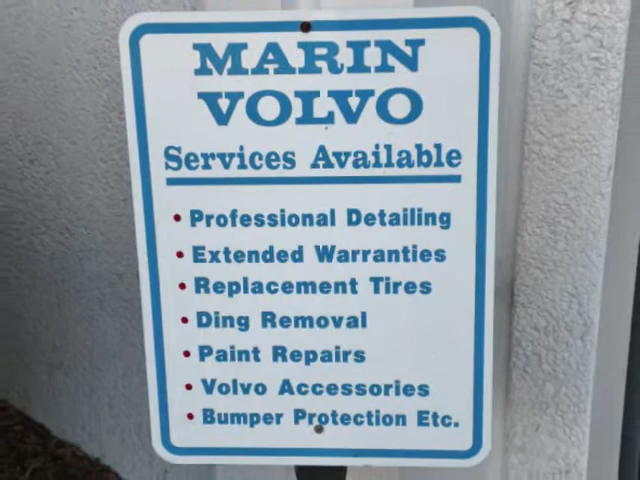 MARIN
VOLVO
Services Available
• Professional Detailing
• Extended Warranties
• Replacement Tires
• Ding Removal
• Paint Repairs
• Volvo Accessories
• Bumper Protection Etc.